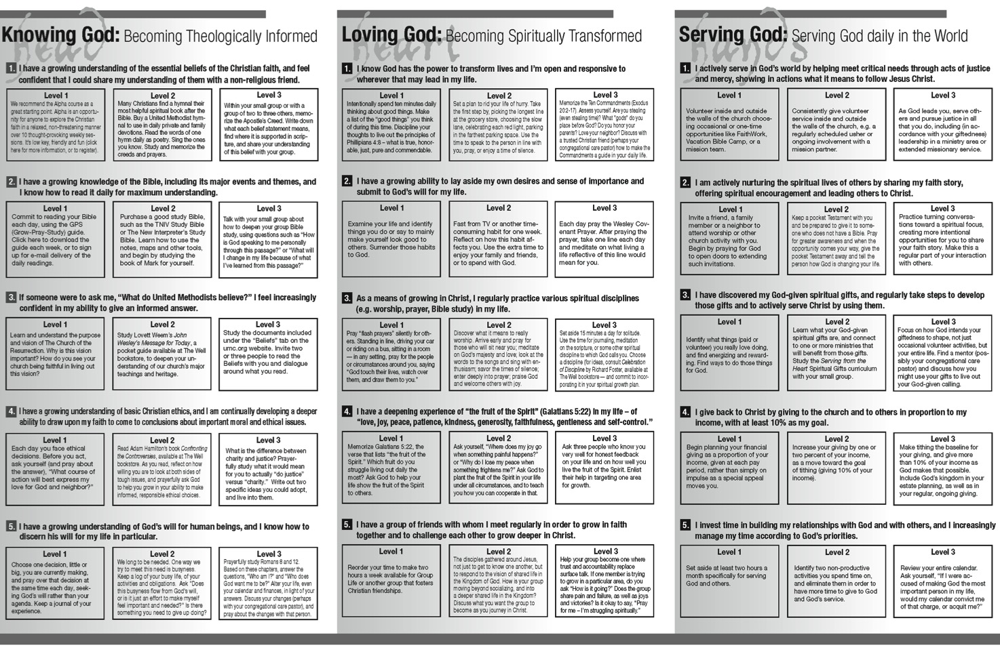 head
Knowing God: Becoming Theologically Informed
1. I have a growing understanding of the essential beliefs of the Christian faith, and feel
confident that I could share my understanding of them with a non-religious friend.
Level 1
We recommend the Alpha course as a
great starting point. Alpha is an opportu-
nity for anyone to explore the Christian
faith in a relaxed, non-threatening manner
over 10 thought-provoking weekly ses-
sions. It's low key, friendly and fun (click
here for more information, or to register).
Level 2
Many Christians find a hymnal their
most helpful spiritual book after the
Bible. Buy a United Methodist hym-
nal to use in daily private and family
devotions. Read the words of one
hymn daily as poetry. Sing the ones
you know. Study and memorize the
creeds and prayers.
Level 3
Within your small group or with a
group of two to three others, memo-
rize the Apostle's Creed. Write down
what each belief statement means,
find where it is supported in scrip-
ture, and share your understanding
of this belief with your group.
2. I have a growing knowledge of the Bible, including its major events and themes, and
I know how to read it daily for maximum understanding.
Level 1
Commit to reading your Bible
each day, using the GPS
(Grow-Pray-Study) guide.
Click here to download the
guide each week, or to sign
up for e-mail delivery of the
daily readings.
Level 2
Purchase a good study Bible,
such as the TNIV Study Bible
or The New Interpreter's Study
Bible. Learn how to use the
notes, maps and other tools,
and begin by studying the
book of Mark for yourself.
Level 3
Talk with your small group about
how to deepen your group Bible
study, using questions such as "How
is God speaking to me personally
through this passage?" or "What will
I change in my life because of what
I've learned from this passage?"
3. If someone were to ask me, "What do United Methodists believe?" I feel increasingly
confident in my ability to give an informed answer.
Level 1
Learn and understand the purpose
and vision of The Church of the
Resurrection. Why is this vision
important? How do you see your
church being faithful in living out
this vision?
Level 2
Study Lovett Weem's John
Wesley's Message for Today, a
pocket guide available at The Well
bookstore, to deepen your un-
derstanding of our church's major
teachings and heritage.
Level 3
Study the documents included
under the "Beliefs" tab on the
umc.org website. Invite two
or three people to read the
Beliefs with you and dialogue
around what you read.
4. I have a growing understanding of basic Christian ethics, and I am continually developing a deeper
ability to draw upon my faith to come to conclusions about important moral and ethical issues.
Level 1
Each day you face ethical
decisions. Before you act,
ask yourself (and pray about
the answer), "What course of
action will best express my
love for God and neighbor?"
Level 2
Read Adam Hamilton's book Confronting
the Controversies, available at The Well
bookstore. As you read, reflect on how
willing you are to look at both sides of
tough issues, and prayerfully ask God
to help you grow in your ability to make
informed, responsible ethical choices.
Level 3
What is the difference between
charity and justice? Prayer-
fully study what it would mean
for you to actually "do justice"
versus "charity." Write out two
specific ideas you could adopt,
and live into them.
5. I have a growing understanding of God's will for human beings, and I know how to
discern his will for my life in particular.
Level 1
Choose one decision, little or
big, you are currently making,
and pray over that decision at
the same time each day, seek-
ing God's will rather than your
agenda. Keep a journal of your
experience.
Level 2
We long to be needed. One way we
try to meet this need is busyness.
Keep a log of your busy life, of your
activities and obligations. Ask "Does
this busyness flow from God's will,
or is it just an effort to make myself
feel important and needed?" Is there
something you need to give up doing?
Level 3
Prayerfully study Romans 8 and 12.
Based on these chapters, answer the
questions, "Who am I?" and "Who does
God want me to be?" Alter your life, even
your calendar and finances, in light of your
answers. Discuss your changes (perhaps
with your congregational care pastor), and
pray about the changes with that person.
heart
Loving God: Becoming Spiritually Transformed
1. I know God has the power to transform lives and I'm open and responsive to
wherever that may lead in my life.
Level 1
Intentionally spend ten minutes daily
thinking about good things. Make
a list of the "good things" you think
of during this time. Discipline your
thoughts to live out the principles of
Phillipians 4:8 – what is true, honor-
able, just, pure and commendable.
Level 2
Set a plan to rid your life of hurry. Take
the first step by, picking the longest line
at the grocery store, choosing the slow
lane, celebrating each red light, parking
in the farthest parking space. Use the
time to speak to the person in line with
you, pray, or enjoy a time of silence.
Level 3
Memorize the Ten Commandments (Exodus
20:2-17). Assess yourself. Are you stealing
(even stealing time)? What "gods" do you
place before God? Do you honor your
parents? Love your neighbor? Discuss with
a trusted Christian friend (perhaps your
congregational care pastor) how to make the
Commandments a guide in your daily life.
2. I have a growing ability to lay aside my own desires and sense of importance and
submit to God's will for my life.
Level 1
Examine your life and identify
things you do or say to mainly
make yourself look good to
others. Surrender those habits
to God.
Level 2
Fast from TV or another time-
consuming habit for one week.
Reflect on how this habit af-
fects you. Use the extra time to
enjoy your family and friends,
or to spend with God.
Level 3
Each day pray the Wesley Cov-
enant Prayer. After praying the
prayer, take one line each day
and meditate on what living a
life reflective of this line would
mean for you.
3. As a means of growing in Christ, I regularly practice various spiritual disciplines
(e.g. worship, prayer, Bible study) in my life.
Level 1
Pray "flash prayers" silently for oth-
ers. Standing in line, driving your car
or riding on a bus, sitting in a room
— in any setting, pray for the people
or circumstances around you, saying
"God touch their lives, watch over
them, and draw them to you."
Level 2
Discover what it means to really
worship. Arrive early and pray for
those who will sit near you; meditate
on God's majesty and love; look at the
words to the songs and sing with en-
thusiasm; savor the times of silence;
enter deeply into prayer; praise God
and welcome others with joy.
Level 3
Set aside 15 minutes a day for solitude.
Use the time for journaling, meditation
on the scripture, or some other spiritual
discipline to which God calls you. Choose
a discipline (for ideas, consult Celebration
of Discipline by Richard Foster, available at
The Well bookstore — and commit to incor-
porating it in your spiritual growth plan.
4. I have a deepening experience of "the fruit of the Spirit" (Galatians 5:22) in my life – of
"love, joy, peace, patience, kindness, generosity, faithfulness, gentleness and self-control."
Level 1
Memorize Galatians 5:22, the
verse that lists "the fruit of the
Spirit." Which fruit do you
struggle living out daily the
most? Ask God to help your
life show the fruit of the Spirit
to others.
Level 2
Ask yourself, "Where does my joy go
when something painful happens?"
or "Why do I lose my peace when
something frightens me?" Ask God to
plant the fruit of the Spirit in your life
under all circumstances, and to teach
you how you can cooperate in that.
Level 3
Ask three people who know you
very well for honest feedback
on your life and on how well you
live the fruit of the Spirit. Enlist
their help in targeting one area
for growth.
5. I have a group of friends with whom I meet regularly in order to grow in faith
together and to challenge each other to grow deeper in Christ.
Level 1
Reorder your time to make two
hours a week available for Group
Life or another group that fosters
Christian friendships.
Level 2
The disciples gathered around Jesus,
not just to get to know one another, but
to respond to the vision of shared life in
the Kingdom of God. How is your group
moving beyond socializing, and into
a deeper shared life in the Kingdom?
Discuss what you want the group to
become as you journey in Christ.
Level 3
Help your group become one where
trust and accountability replace
surface talk. If one member is trying
to grow in a particular area, do you
ask "How is it going?" Does the group
share pain and failure, as well as joys
and victories? Is it okay to say, "Pray
for me – I'm struggling spiritually."
hands
Serving God: Serving God daily in the World
1. I actively serve in God's world by helping meet critical needs through acts of justice
and mercy, showing in actions what it means to follow Jesus Christ.
Level 1
Volunteer inside and outside
the walls of the church choos-
ing occasional or one-time
opportunities like FaithWork,
Vacation Bible Camp, or a
mission team.
Level 2
Consistently give volunteer
service inside and outside
the walls of the church, e.g. a
regularly scheduled usher or
ongoing involvement with a
mission partner.
Level 3
As God leads you, serve oth-
ers and pursue justice in all
that you do, including (in ac-
cordance with your giftedness)
leadership in a ministry area or
extended missionary service.
2. I am actively nurturing the spiritual lives of others by sharing my faith story,
offering spiritual encouragement and leading others to Christ.
Level 1
Invite a friend, a family
member or a neighbor to
attend worship or other
church activity with you.
Begin by praying for God
to open doors to extending
such invitations.
Level 2
Keep a pocket Testament with you
and be prepared to give it to some-
one who does not have a Bible. Pray
for greater awareness and when the
opportunity comes your way, give the
pocket Testament away and tell the
person how God is changing your life.
Level 3
Practice turning conversa-
tions toward a spiritual focus,
creating more intentional
opportunities for you to share
your faith story. Make this a
regular part of your interaction
with others.
3. I have discovered my God-given spiritual gifts, and regularly take steps to develop
those gifts and to actively serve Christ by using them.
Level 1
Identify what things (paid or
volunteer) you really love doing,
and find energizing and reward-
ing. Find ways to do those things
for God.
Level 2
Learn what your God-given
spiritual gifts are, and connect
to one or more ministries that
will benefit from those gifts.
Study the Serving from the
Heart Spiritual Gifts curriculum
with your small group.
Level 3
Focus on how God intends your
giftedness to shape, not just
occasional volunteer activities, but
your entire life. Find a mentor (pos-
sibly your congregational care
pastor) and discuss how you
might use your gifts to live out
your God-given calling.
4. I give back to Christ by giving to the church and to others in proportion to my
income, with at least 10% as my goal.
Level 1
Begin planning your financial
giving as a proportion of your
income, given at each pay
period, rather than simply on
impulse as a special appeal
moves you.
Level 2
Increase your giving by one or
two percent of your income,
as a move toward the goal
of tithing (giving 10% of your
income).
Level 3
Make tithing the baseline for
your giving, and give more
than 10% of your income as
God makes that possible.
Include God's kingdom in your
estate planning, as well as in
your regular, ongoing giving.
5. I invest time in building my relationships with God and with others, and I increasingly
manage my time according to God's priorities.
Level 1
Set aside at least two hours a
month specifically for serving
God and others.
Level 2
Identify two non-productive
activities you spend time on,
and eliminate them in order to
have more time to give to God
and God's service.
Level 3
Review your entire calendar.
Ask yourself, "If I were ac-
cused of making God the most
important person in my life,
would my calendar convict me
of that charge, or acquit me?"